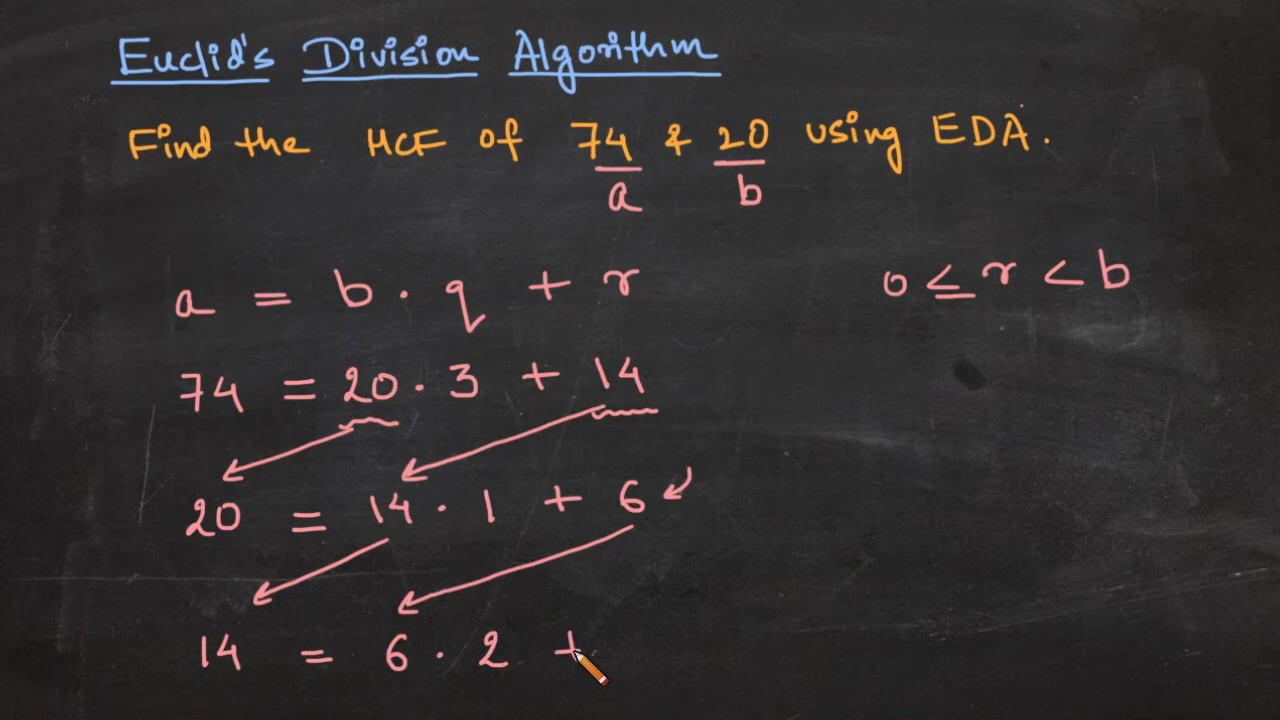 Euclid's Division Algorithm
Find the HCF of 74 & 20 using EDA.
a b
a = b · q + r 0 ≤ r < b
74 = 20 · 3 + 14
20 = 14 · 1 + 6
14 = 6 · 2 +